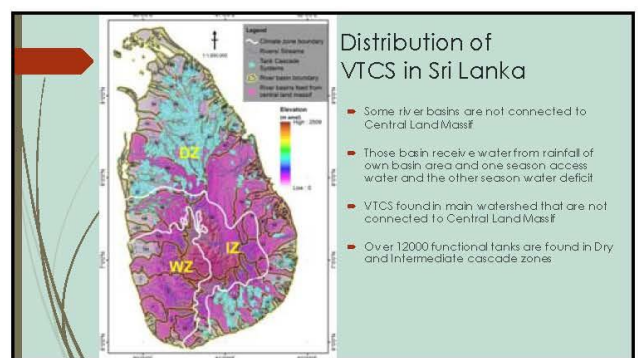 Distribution of
VTCS in Sri Lanka
Some river basins are not connected to
Central Land Massif
Those basin receive water from rainfall of
own basin area and one season access
water and the other season water deficit
VTCS found in main watershed that are not
connected to Central Land Massif
Over 12000 functional tanks are found in Dry
and Intermediate cascade zones
Legend
Climate zone boundary
Rivers/ Streams
Tank Cascade
Systems
River basin boundary
River basins feed from
central land massif
Elevation
High : 2509
Low : 0
DZ
IZ
WZ